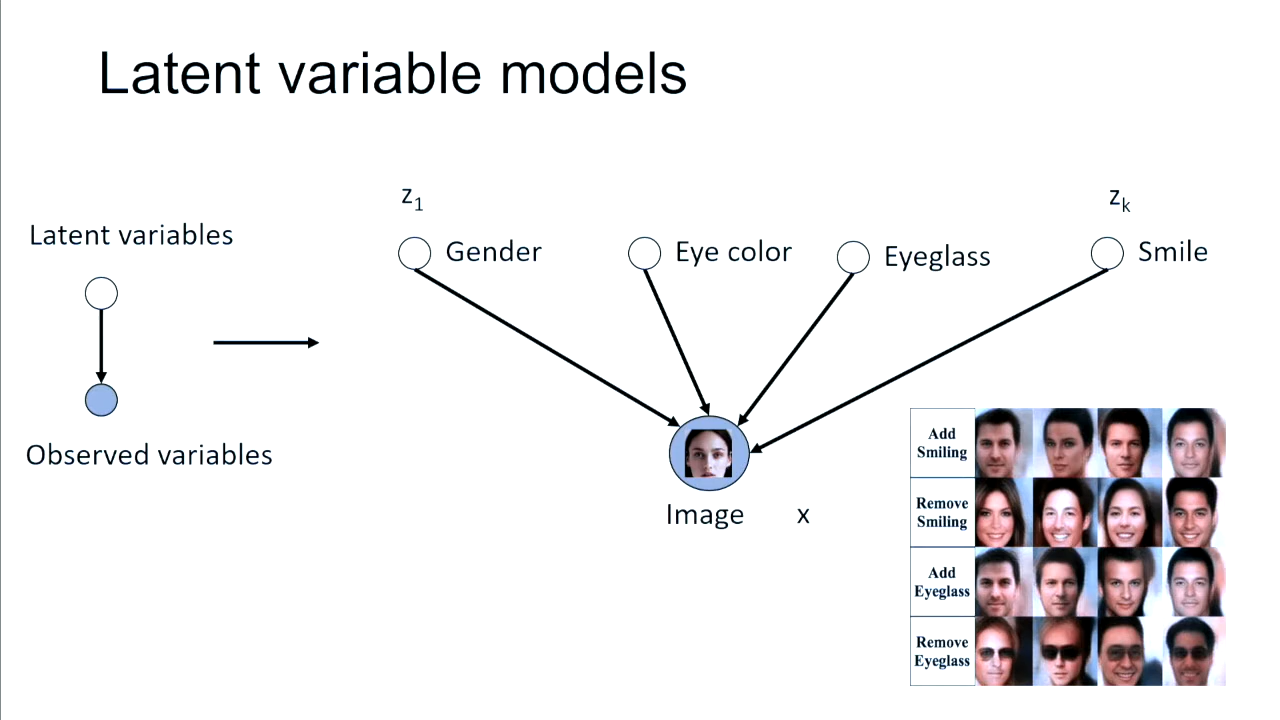 Latent variable models
z1
zk
Latent variables
Gender
Eye color
Eyeglass
Smile
Observed variables
Image
x
Add
Smiling
Remove
Smiling
Add
Eyeglass
Remove
Eyeglass